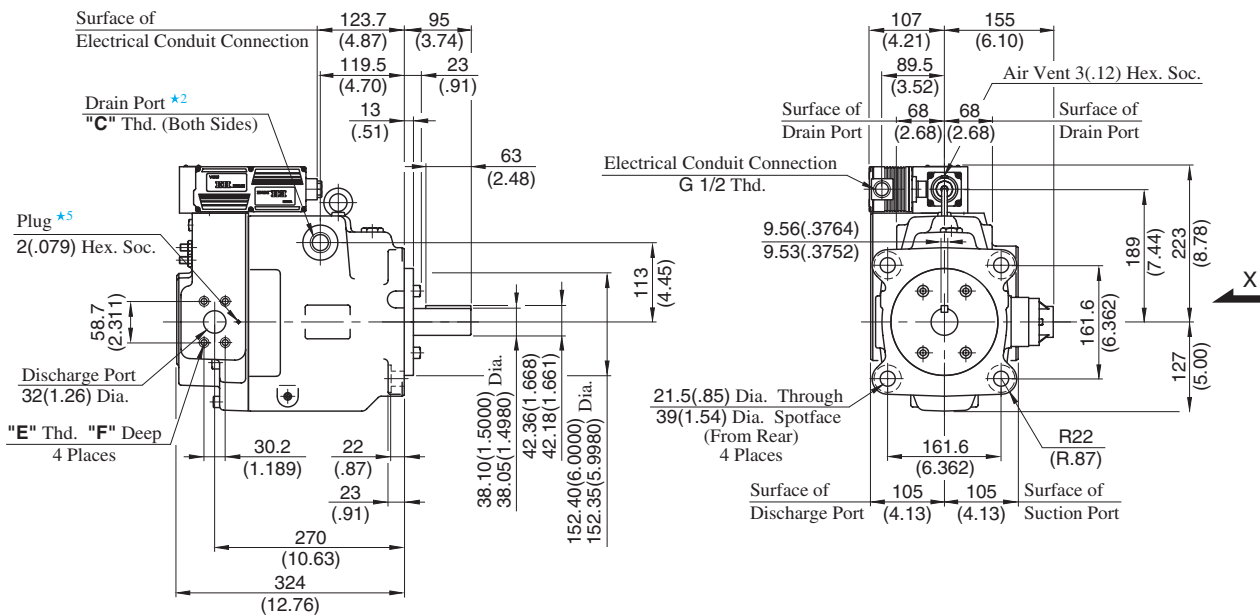 Surface of
Electrical Conduit Connection
123.7
(4.87)
95
(3.74)
119.5
(4.70)
23
(.91)
13
(.51)
Drain Port ★2
"C" Thd. (Both Sides)
63
(2.48)
Plug ★5
2(.079) Hex. Soc.
58.7
(2.311)
113
(4.45)
Discharge Port
32(1.26) Dia.
"E" Thd. "F" Deep
4 Places
30.2
(1.189)
22
(.87)
23
(.91)
38.10(1.5000) Dia.
38.05(1.4980)
42.36(1.668)
42.18(1.661)
152.40(6.0000) Dia.
152.35(5.9980)
270
(10.63)
324
(12.76)
107
(4.21)
155
(6.10)
89.5
(3.52)
Air Vent 3(.12) Hex. Soc.
Surface of
Drain Port
68
(2.68)
68
(2.68)
Surface of
Drain Port
Electrical Conduit Connection
G 1/2 Thd.
9.56(.3764)
9.53(.3752)
189
(7.44)
223
(8.78)
X
161.6
(6.362)
127
(5.00)
21.5(.85) Dia. Through
39(1.54) Dia. Spotface
(From Rear)
4 Places
R22
(R.87)
161.6
(6.362)
Surface of
Discharge Port
105
(4.13)
105
(4.13)
Surface of
Suction Port